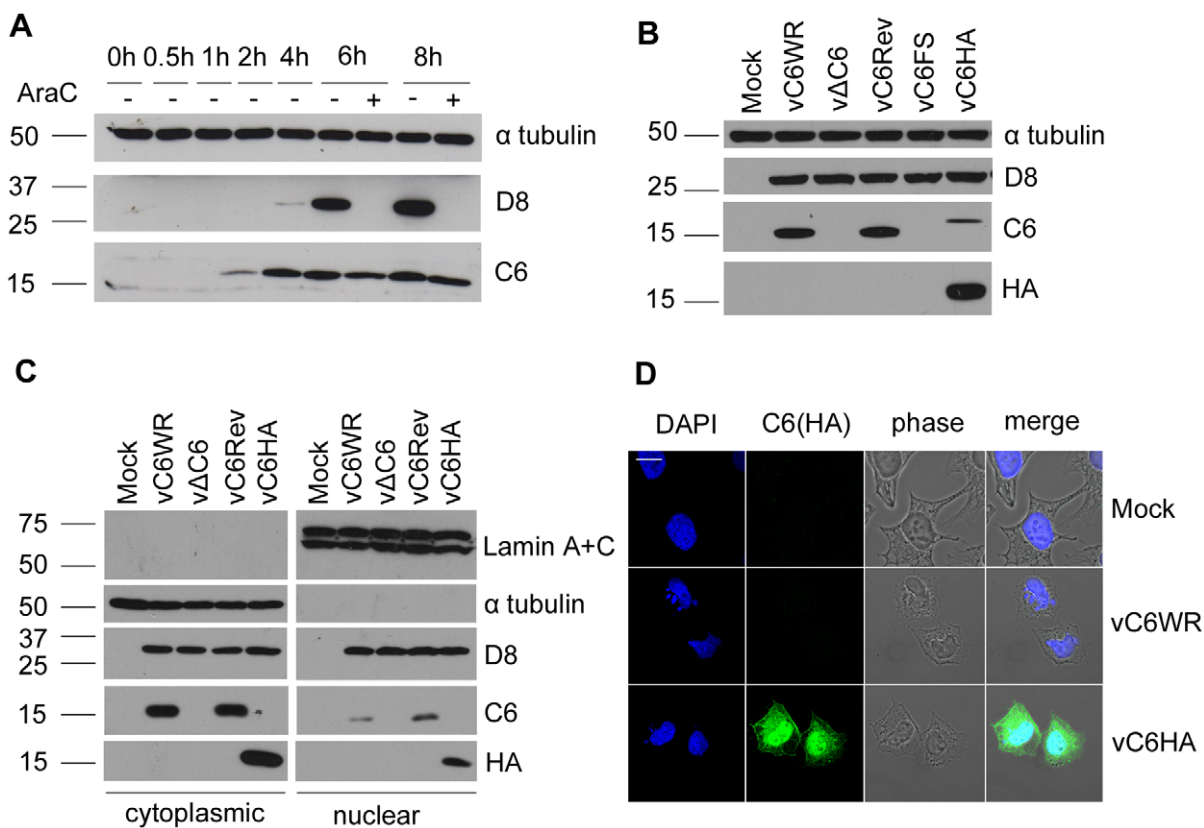 A
0h 0.5h 1h 2h 4h 6h 8h
AraC - - - - - - + - +
50 α tubulin
37
25
D8
15 C6
B
Mock vC6WR vΔC6 vC6Rev vC6FS vC6HA
50 α tubulin
25 D8
15 C6
15 HA
C
Mock vC6WR vΔC6 vC6Rev vC6HA Mock vC6WR vΔC6 vC6Rev vC6HA
75
50
Lamin A+C
50 α tubulin
37
25
D8
15 C6
15 HA
cytoplasmic nuclear
D
DAPI C6(HA) phase merge
Mock
vC6WR
vC6HA